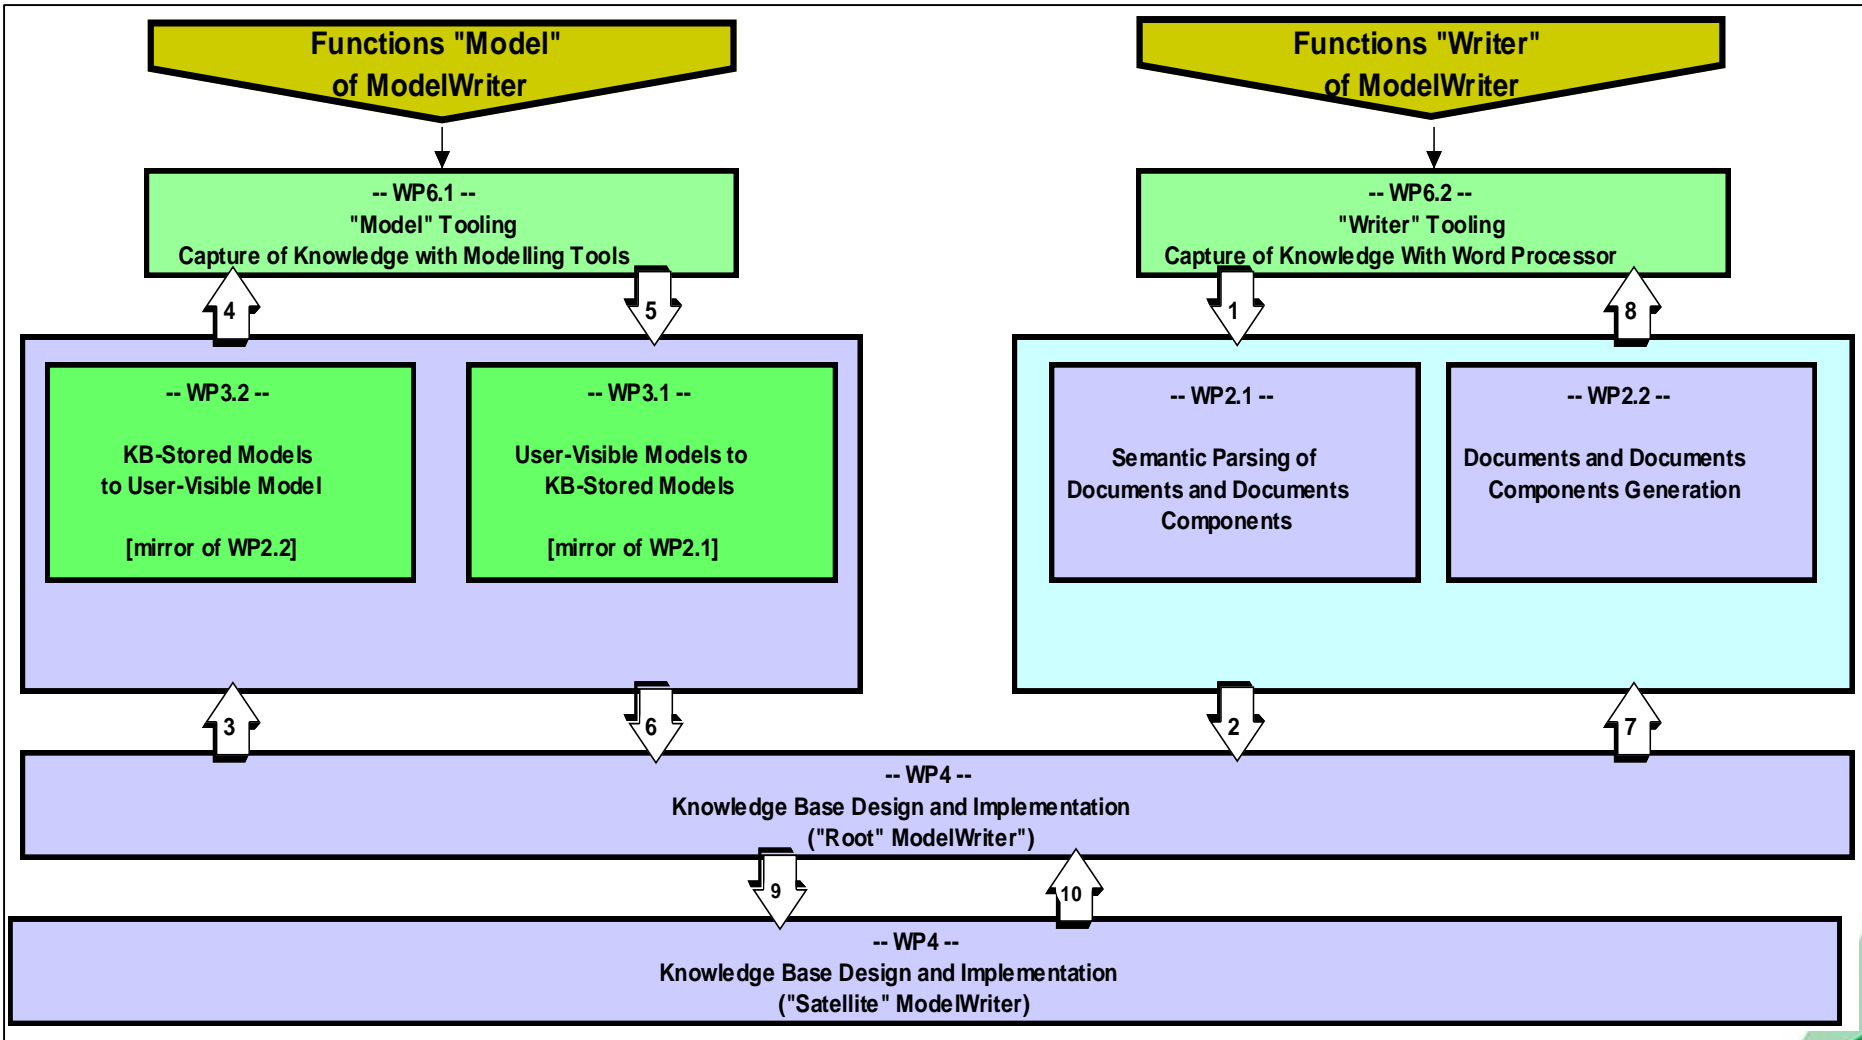 Functions "Model"
of ModelWriter
Functions "Writer"
of ModelWriter
-- WP6.1 --
"Model" Tooling
Capture of Knowledge with Modelling Tools
-- WP6.2 --
"Writer" Tooling
Capture of Knowledge With Word Processor
4
5
1
8
-- WP3.2 --
KB-Stored Models
to User-Visible Model
[mirror of WP2.2]
-- WP3.1 --
User-Visible Models to
KB-Stored Models
[mirror of WP2.1]
-- WP2.1 --
Semantic Parsing of
Documents and Documents
Components
-- WP2.2 --
Documents and Documents
Components Generation
3
6
2
7
-- WP4 --
Knowledge Base Design and Implementation
("Root" ModelWriter")
9
10
-- WP4 --
Knowledge Base Design and Implementation
("Satellite" ModelWriter)